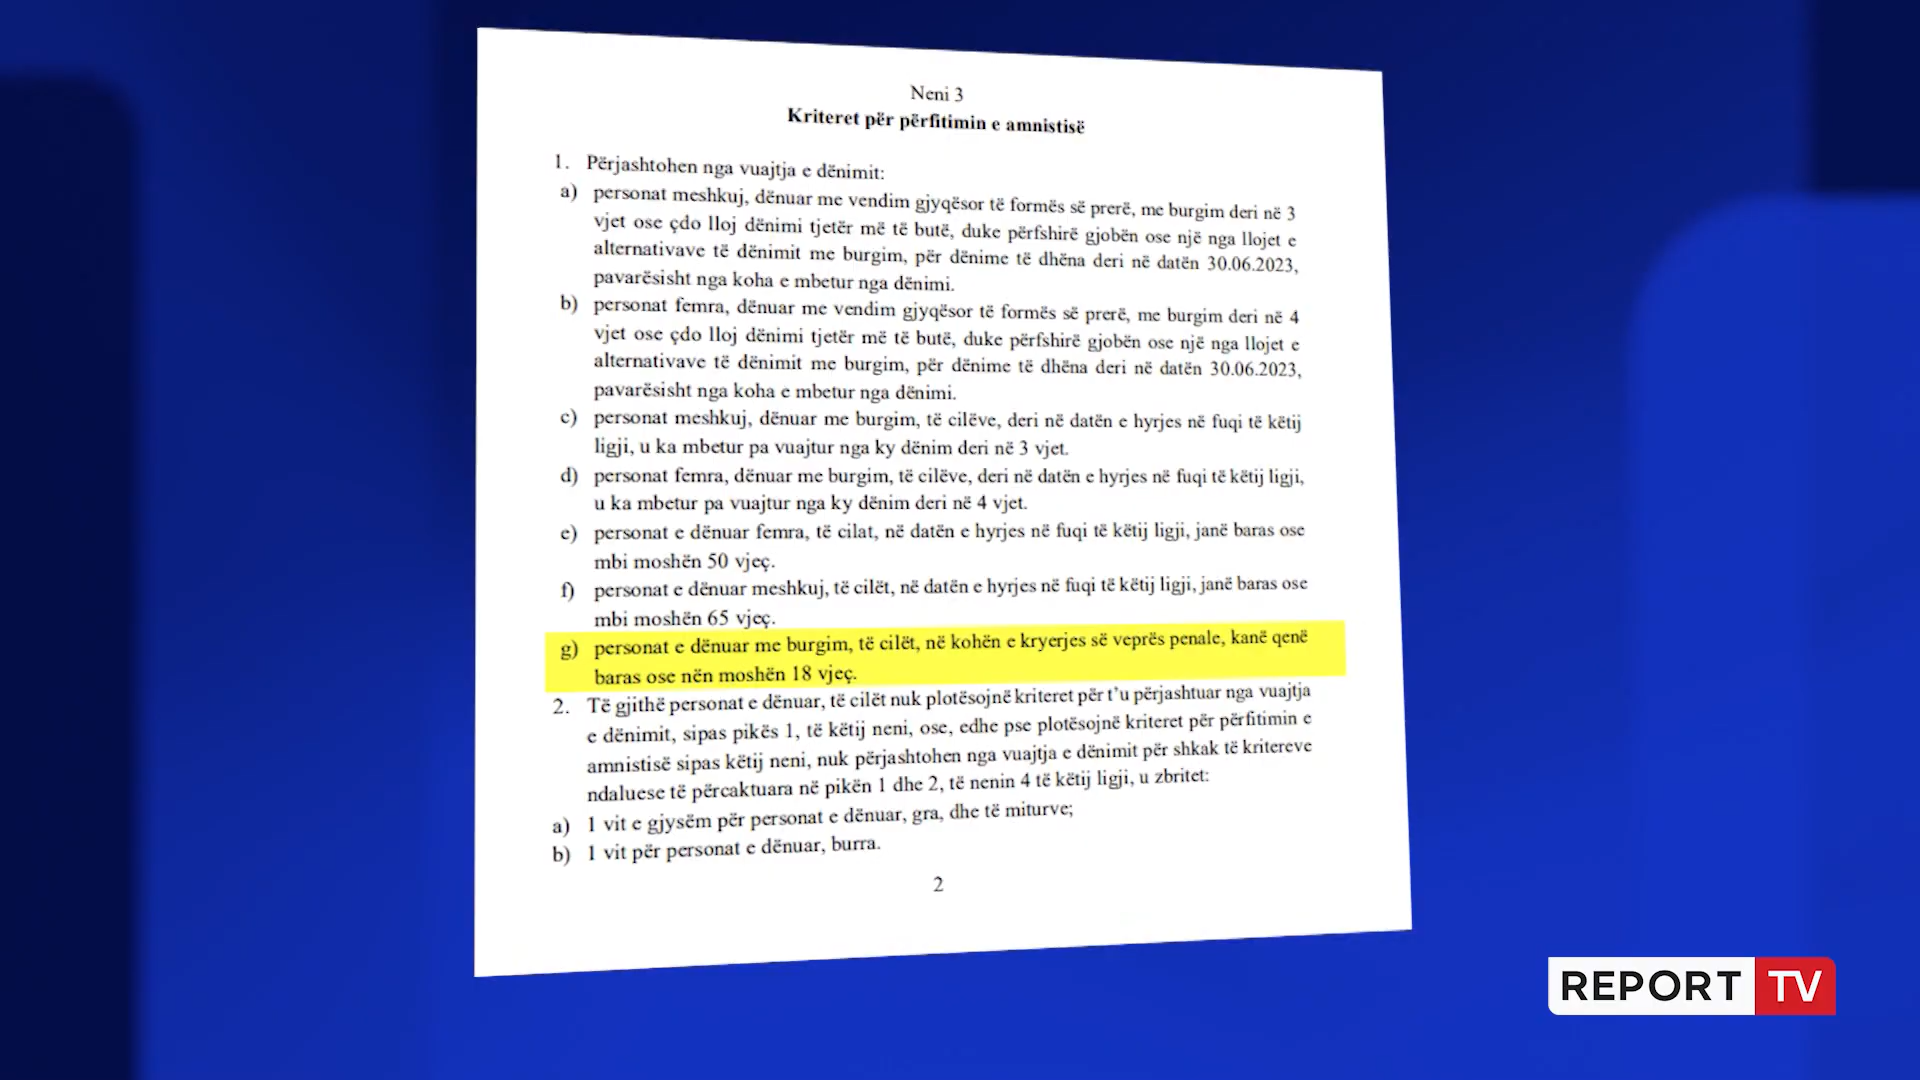 Neni 3
Kriteret për përfitimin e amnistisë
1. Përjashtohen nga vuajtja e dënimit:
a) personat meshkuj, dënuar me vendim gjyqësor të formës së prerë, me burgim deri në 3
vjet ose çdo lloj dënimi tjetër më të butë, duke përfshirë gjobën ose një nga llojet e
alternativave të dënimit me burgim, për dënime të dhëna deri në datën 30.06.2023,
pavarësisht nga koha e mbetur nga dënimi.
b) personat femra, dënuar me vendim gjyqësor të formës së prerë, me burgim deri në 4
vjet ose çdo lloj dënimi tjetër më të butë, duke përfshirë gjobën ose një nga llojet e
alternativave të dënimit me burgim, për dënime të dhëna deri në datën 30.06.2023,
pavarësisht nga koha e mbetur nga dënimi.
c) personat meshkuj, dënuar me burgim, të cilëve, deri në datën e hyrjes në fuqi të këtij
ligji, u ka mbetur pa vuajtur nga ky dënim deri në 3 vjet.
d) personat femra, dënuar me burgim, të cilëve, deri në datën e hyrjes në fuqi të këtij ligji,
u ka mbetur pa vuajtur nga ky dënim deri në 4 vjet.
e) personat e dënuar femra, të cilat, në datën e hyrjes në fuqi të këtij ligji, janë baras ose
mbi moshën 50 vjeç.
f) personat e dënuar meshkuj, të cilët, në datën e hyrjes në fuqi të këtij ligji, janë baras ose
mbi moshën 65 vjeç.
g) personat e dënuar me burgim, të cilët, në kohën e kryerjes së veprës penale, kanë qenë
baras ose nën moshën 18 vjeç.
2. Të gjithë personat e dënuar, të cilët nuk plotësojnë kriteret për t’u përjashtuar nga vuajtja
e dënimit, sipas pikës 1, të këtij neni, ose, edhe pse plotësojnë kriteret për përfitimin e
amnistisë sipas këtij neni, nuk përjashtohen nga vuajtja e dënimit për shkak të kritereve
ndaluese të përcaktuara në pikën 1 dhe 2, të nenin 4 të këtij ligji, u zbritet:
a) 1 vit e gjysëm për personat e dënuar, gra, dhe të miturve;
b) 1 vit për personat e dënuar, burra.
2
REPORT TV